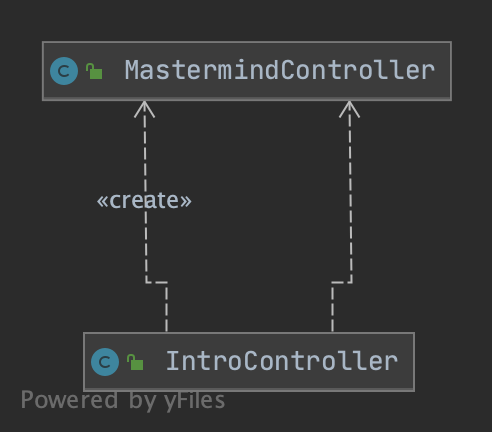 C MastermindController
«create»
C IntroController
Powered by yFiles